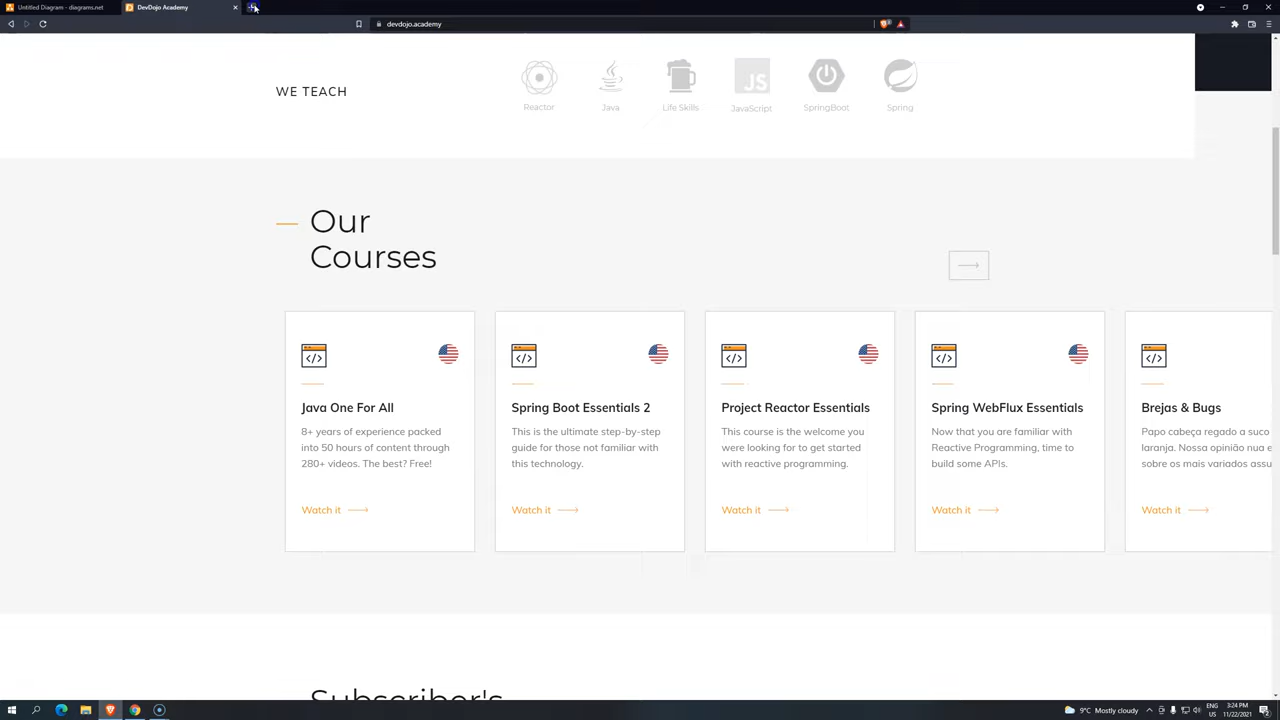 Untitled Diagram - diagrams.net
DevDojo Academy
devdojo.academy
WE TEACH
Reactor
Java
Life Skills
JS
JavaScript
SpringBoot
Spring
Our
Courses
Java One For All
8+ years of experience packed
into 50 hours of content through
280+ videos. The best? Free!
Watch it
Spring Boot Essentials 2
This is the ultimate step-by-step
guide for those not familiar with
this technology.
Watch it
Project Reactor Essentials
This course is the welcome you
were looking for to get started
with reactive programming.
Watch it
Spring WebFlux Essentials
Now that you are familiar with
Reactive Programming, time to
build some APIs.
Watch it
Brejas & Bugs
Papo cabeça regado a suco
laranja. Nossa opinião nua e
sobre os mais variados assu
Watch it
Subscriber's
9°C Mostly cloudy
ENG
US
3:24 PM
11/22/2021